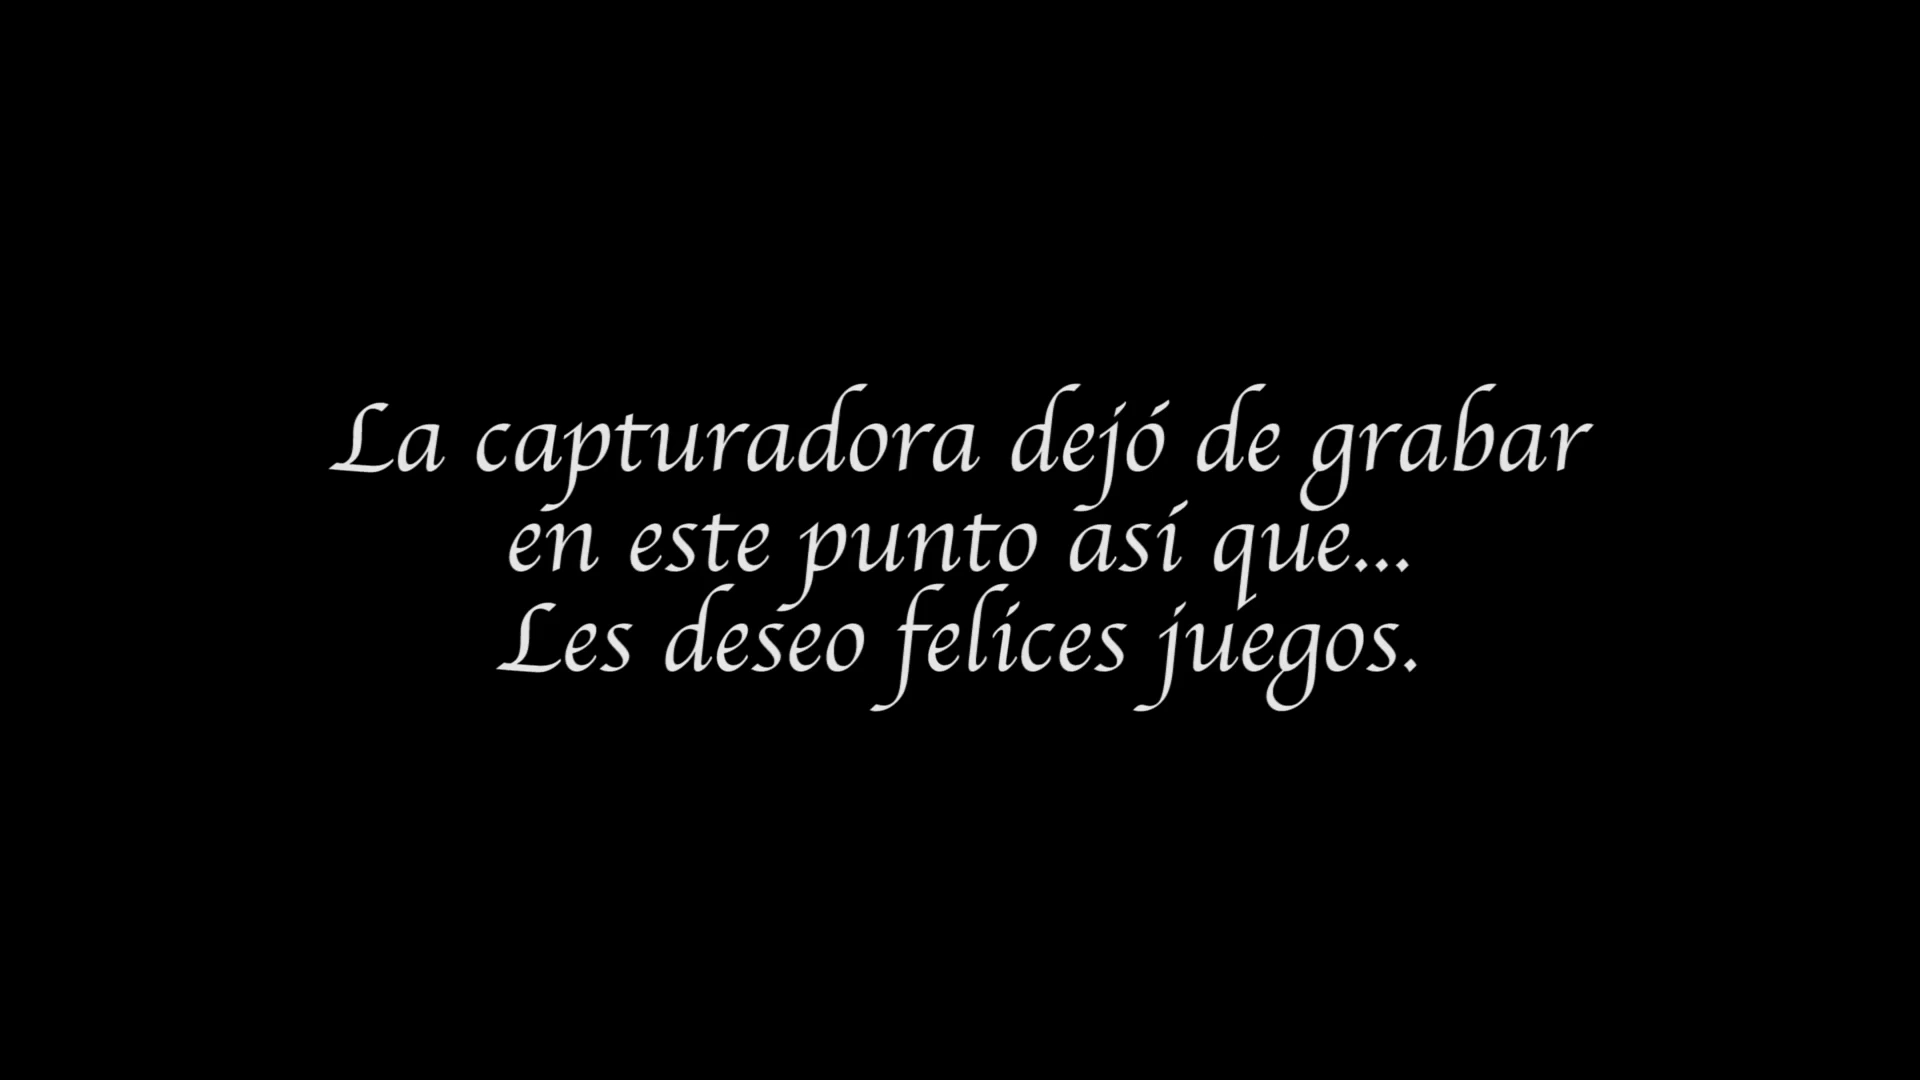 La capturadora dejó de grabar
en este punto así que...
Les deseo felices juegos.